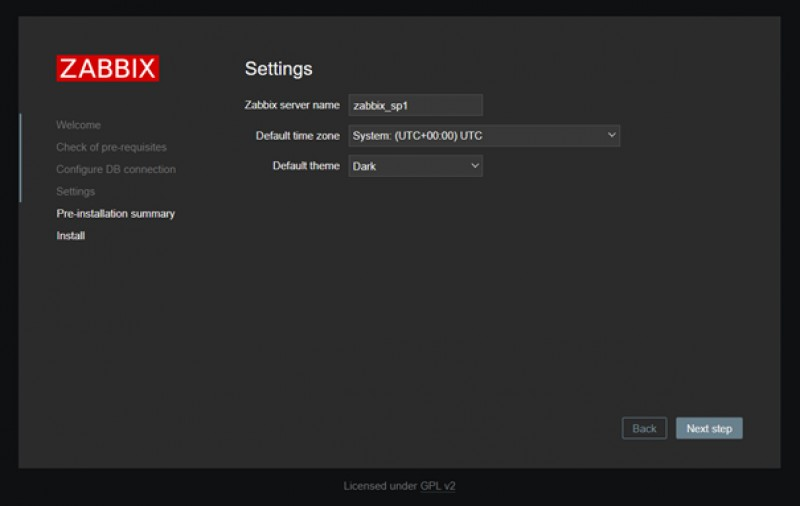 ZABBIX
Welcome
Check of pre-requisites
Configure DB connection
Settings
Pre-installation summary
Install
Settings
Zabbix server name zabbix_sp1
Default time zone System: (UTC+00:00) UTC
Default theme Dark
Back Next step
Licensed under GPL v2